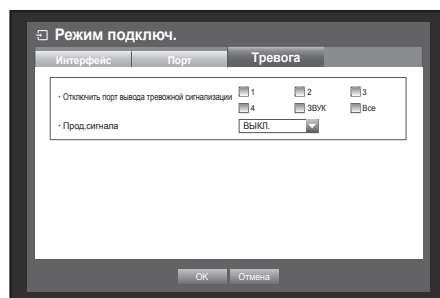 Режим подключ.
Интерфейс Порт Тревога
· Отключить порт вывода тревожной сигнализации 1 2 3
4 ЗВУК Все
· Прод.сигнала ВЫКЛ.
OK Отмена